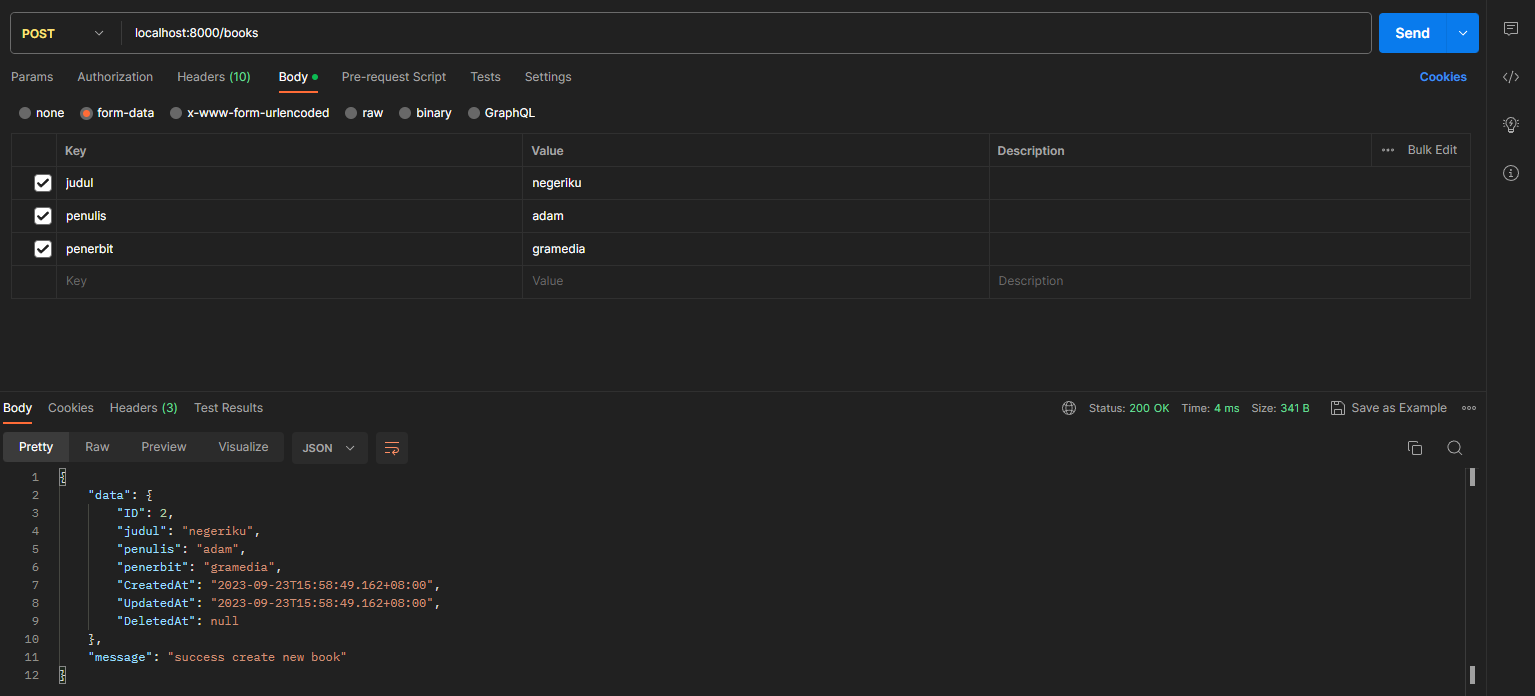 POST localhost:8000/books Send
Params Authorization Headers (10) Body Pre-request Script Tests Settings Cookies
none form-data x-www-form-urlencoded raw binary GraphQL
Key Value Description Bulk Edit
judul negeriku
penulis adam
penerbit gramedia
Key Value Description
Body Cookies Headers (3) Test Results Status: 200 OK Time: 4 ms Size: 341 B Save as Example
Pretty Raw Preview Visualize JSON
1 {
2 "data": {
3 "ID": 2,
4 "judul": "negeriku",
5 "penulis": "adam",
6 "penerbit": "gramedia",
7 "CreatedAt": "2023-09-23T15:58:49.162+08:00",
8 "UpdatedAt": "2023-09-23T15:58:49.162+08:00",
9 "DeletedAt": null
10 },
11 "message": "success create new book"
12 }